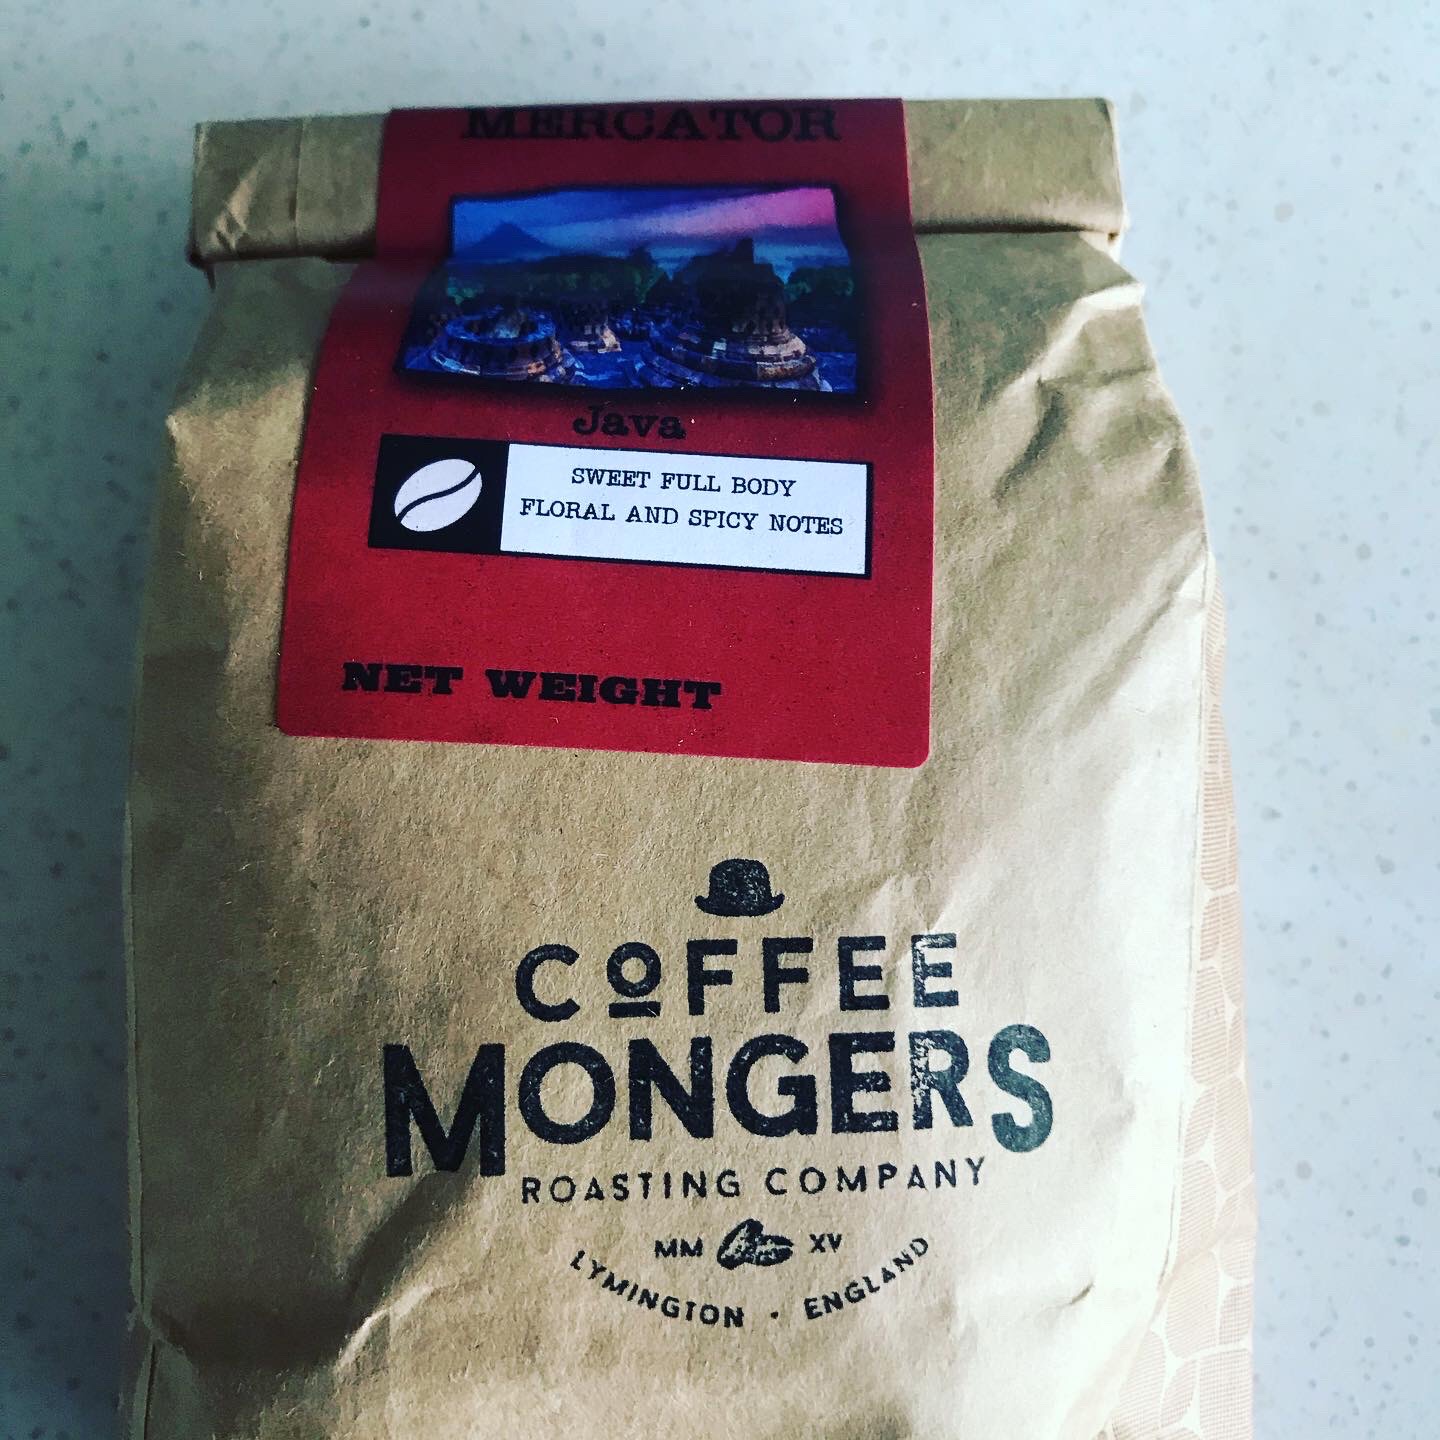 MERCATOR
Java
SWEET FULL BODY
FLORAL AND SPICY NOTES
NET WEIGHT
COFFEE
MONGERS
ROASTING COMPANY
MM XV
LYMINGTON · ENGLAND